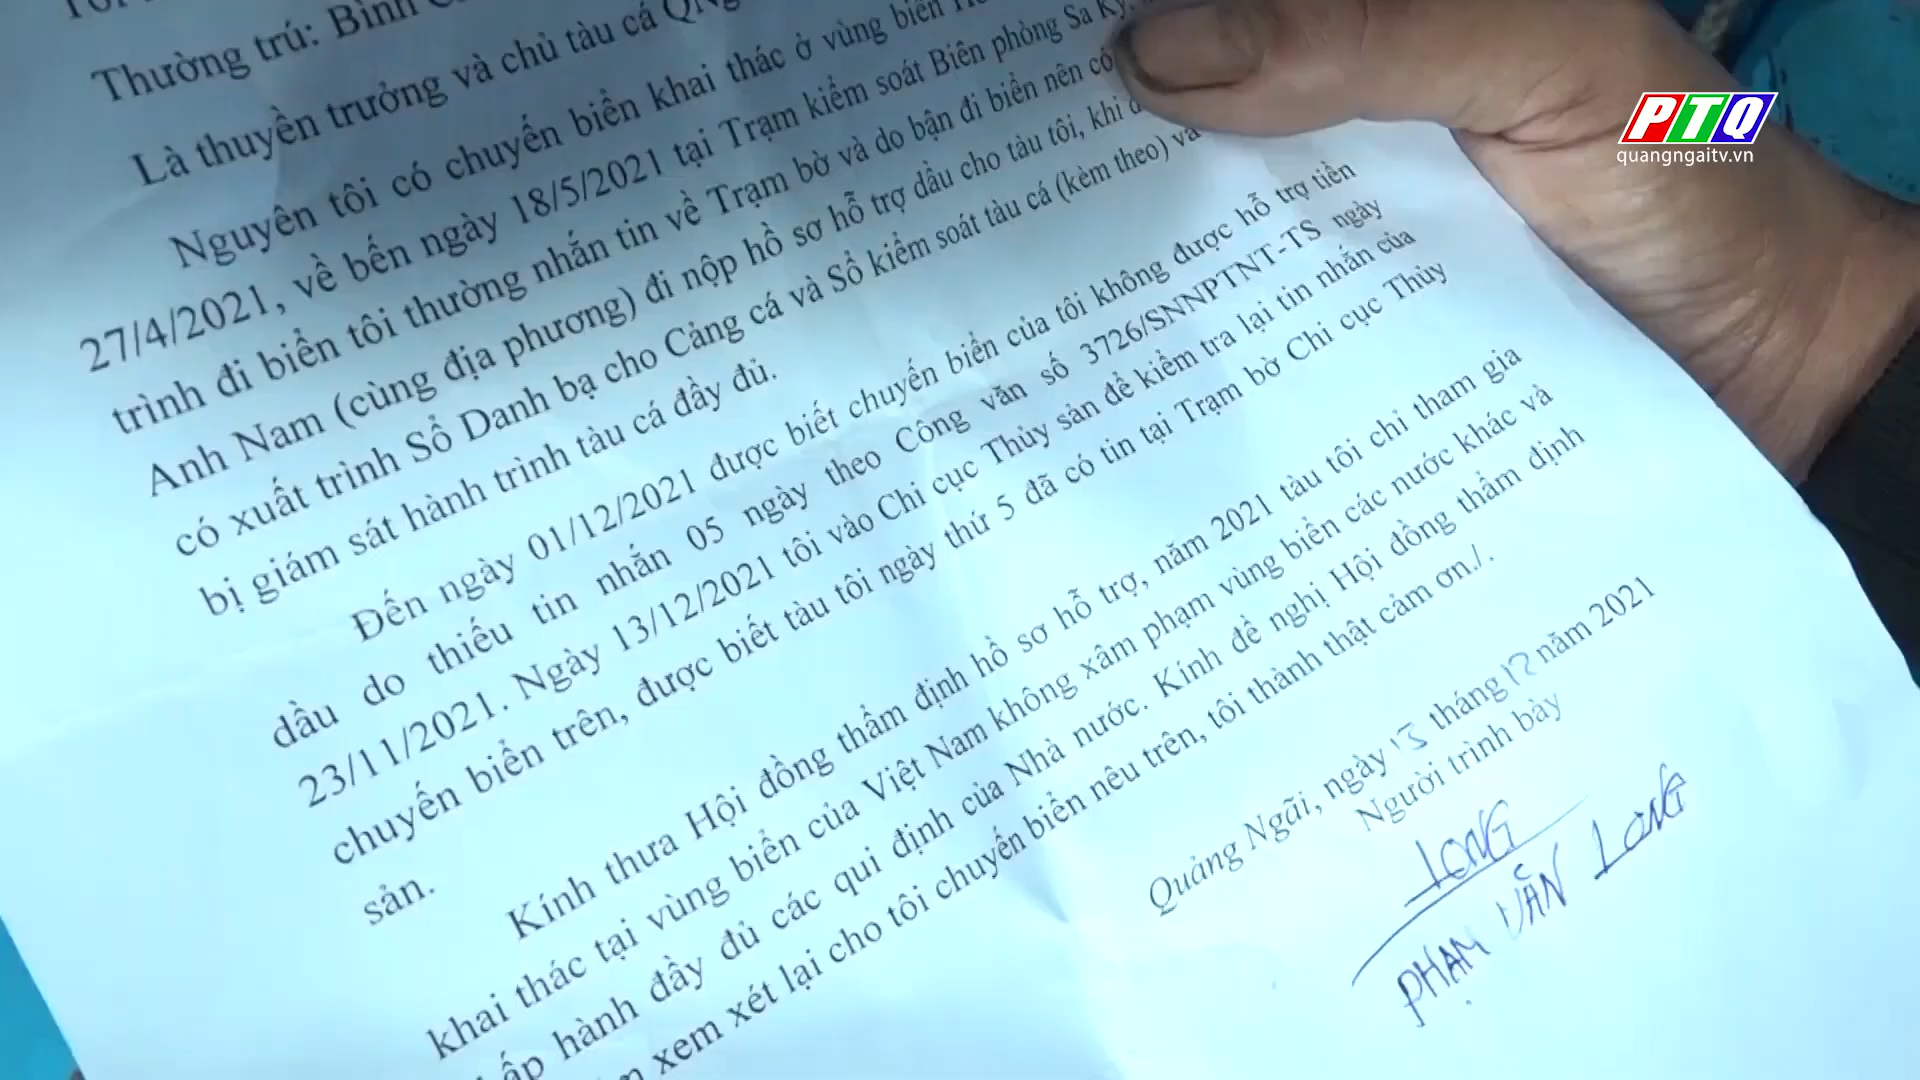 Thường trú: Bình
Là thuyền trưởng và chủ tàu cá QNg
Nguyên tôi có chuyến biển khai thác ở vùng biển
27/4/2021, về bến ngày 18/5/2021 tại Trạm kiểm soát Biên phòng Sa Kỳ,
trình đi biển tôi thường nhắn tin về Trạm bờ và do bận đi biển nên có
Anh Nam (cùng địa phương) đi nộp hồ sơ hỗ trợ dầu cho tàu tôi, khi
có xuất trình Sổ Danh bạ cho Cảng cá và Sổ kiểm soát tàu cá (kèm theo) và
bị giám sát hành trình tàu cá đầy đủ.
Đến ngày 01/12/2021 được biết chuyến biển của tôi không được hỗ trợ tiền
dầu do thiếu tin nhắn 05 ngày theo Công văn số 3726/SNNPTNT-TS ngày
23/11/2021. Ngày 13/12/2021 tôi vào Chi cục Thủy sản để kiểm tra lại tin nhắn của
chuyến biển trên, được biết tàu tôi ngày thứ 5 đã có tin tại Trạm bờ Chi cục Thủy
sản.
Kính thưa Hội đồng thẩm định hồ sơ hỗ trợ, năm 2021 tàu tôi chỉ tham gia
khai thác tại vùng biển của Việt Nam không xâm phạm vùng biển các nước khác và
hành đầy đủ các qui định của Nhà nước. Kính đề nghị Hội đồng thẩm định
xem xét lại cho tôi chuyến biển nêu trên, tôi thành thật cảm ơn./.
Quảng Ngãi, ngày 13 tháng 12 năm 2021
Người trình bày
LONG
PHẠM VĂN LONG
PTQ
quangngaitv.vn